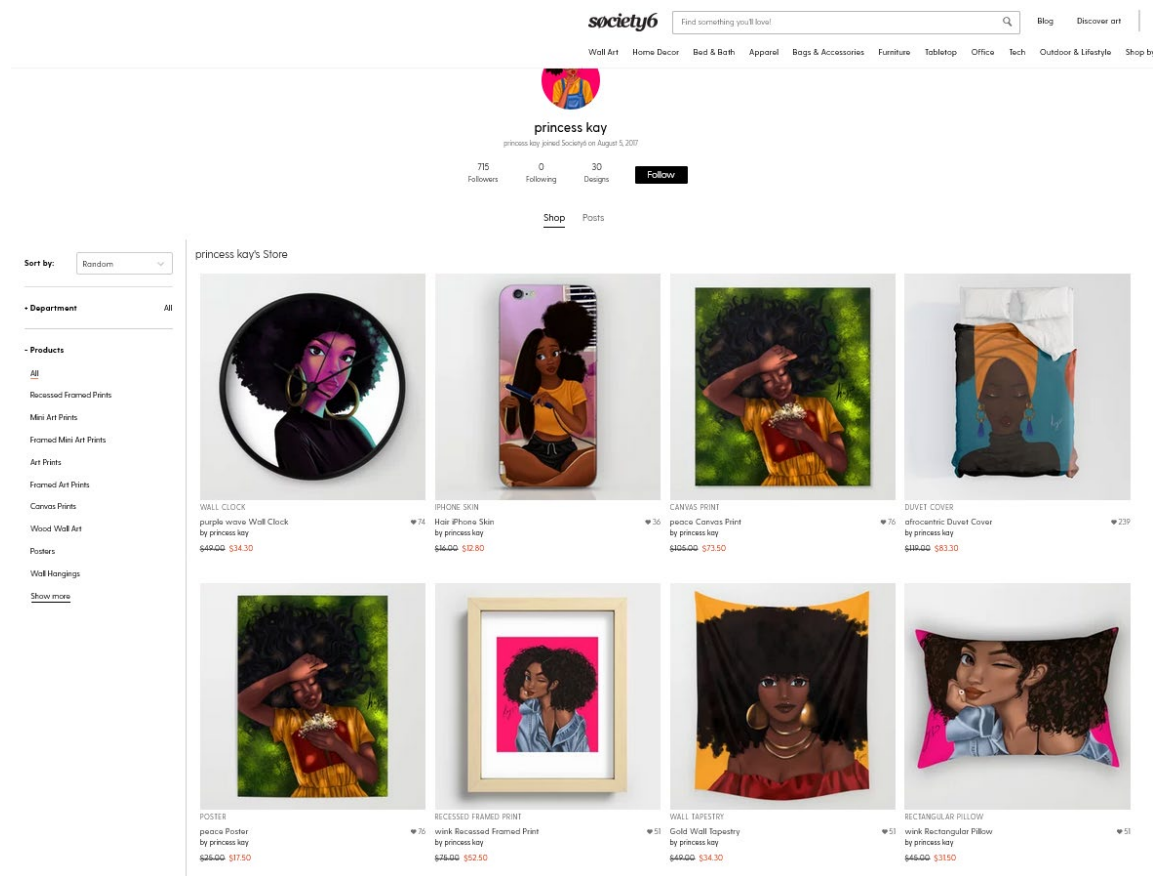 society6
Find something you'll love!
Blog
Discover art
Wall Art Home Decor Bed & Bath Apparel Bags & Accessories Furniture Tabletop Office Tech Outdoor & Lifestyle Shop by
princess kay
princess kay joined Society6 on August 5, 2017
715 0 30
Followers Following Designs
Follow
Shop Posts
Sort by: Random
+ Department All
- Products
All
Recessed Framed Prints
Mini Art Prints
Framed Mini Art Prints
Art Prints
Framed Art Prints
Canvas Prints
Wood Wall Art
Posters
Wall Hangings
Show more
princess kay's Store
WALL CLOCK
purple wave Wall Clock 74
by princess kay
$49.00 $34.30
IPHONE SKIN
Hair iPhone Skin 36
by princess kay
$16.00 $12.80
CANVAS PRINT
peace Canvas Print 76
by princess kay
$105.00 $73.50
DUVET COVER
afrocentric Duvet Cover 239
by princess kay
$119.00 $83.30
POSTER
peace Poster 76
by princess kay
$25.00 $17.50
RECESSED FRAMED PRINT
wink Recessed Framed Print 51
by princess kay
$75.00 $52.50
WALL TAPESTRY
Gold Wall Tapestry 51
by princess kay
$49.00 $34.30
RECTANGULAR PILLOW
wink Rectangular Pillow 51
by princess kay
$45.00 $31.50